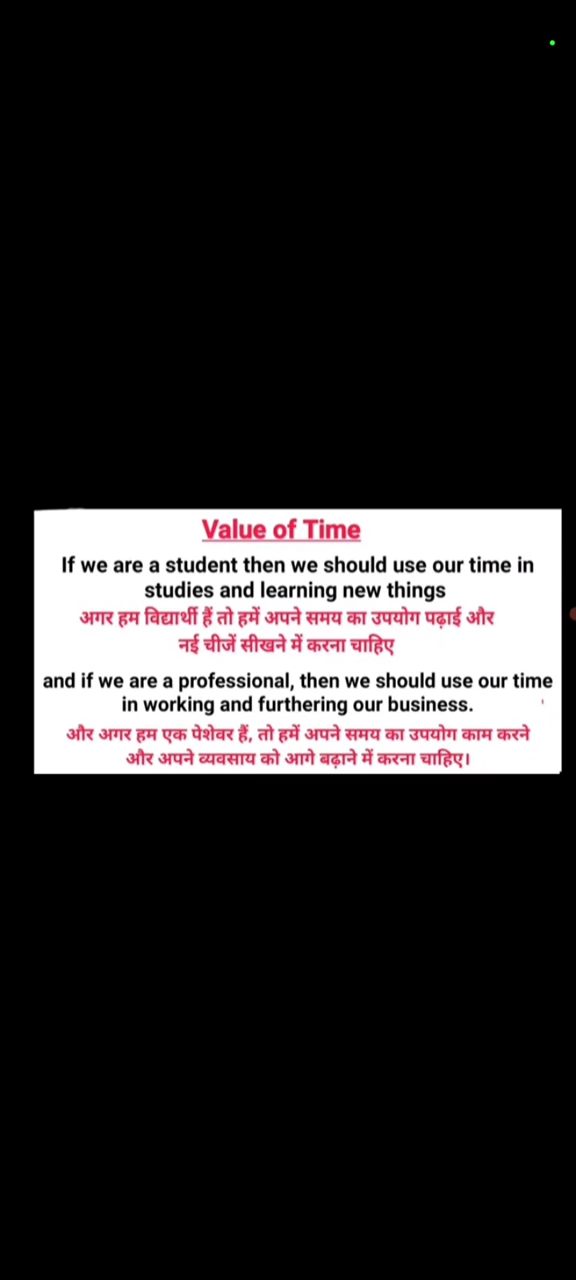 Value of Time
If we are a student then we should use our time in
studies and learning new things
अगर हम विद्यार्थी हैं तो हमें अपने समय का उपयोग पढ़ाई और
नई चीजें सीखने में करना चाहिए
and if we are a professional, then we should use our time
in working and furthering our business.
और अगर हम एक पेशेवर हैं, तो हमें अपने समय का उपयोग काम करने
और अपने व्यवसाय को आगे बढ़ाने में करना चाहिए।